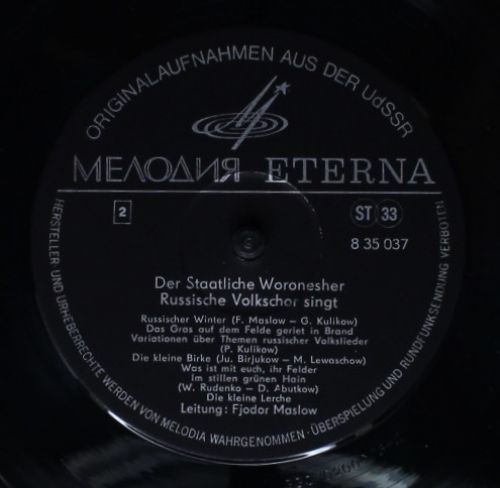 ORIGINALAUFNAHMEN AUS DER UdSSR
МЕЛОДИЯ ETERNA
2
ST 33
8 35 037
Der Staatliche Woronesher
Russische Volkschor singt
Russischer Winter (F. Maslow – G. Kulikow)
Das Gras auf dem Felde geriet in Brand
Variationen über Themen russischer Volkslieder
(P. Kulikow)
Die kleine Birke (Ju. Birjukow – M. Lewaschow)
Was ist mit euch, ihr Felder
Im stillen grünen Hain
(W. Rudenko – D. Abutkow)
Die kleine Lerche
Leitung: Fjodor Maslow
HERSTELLER UND URHEBERRECHTE WERDEN VON MELODIA WAHRGENOMMEN · ÜBERSPIELUNG UND RUNDFUNKSENDUNG VERBOTEN